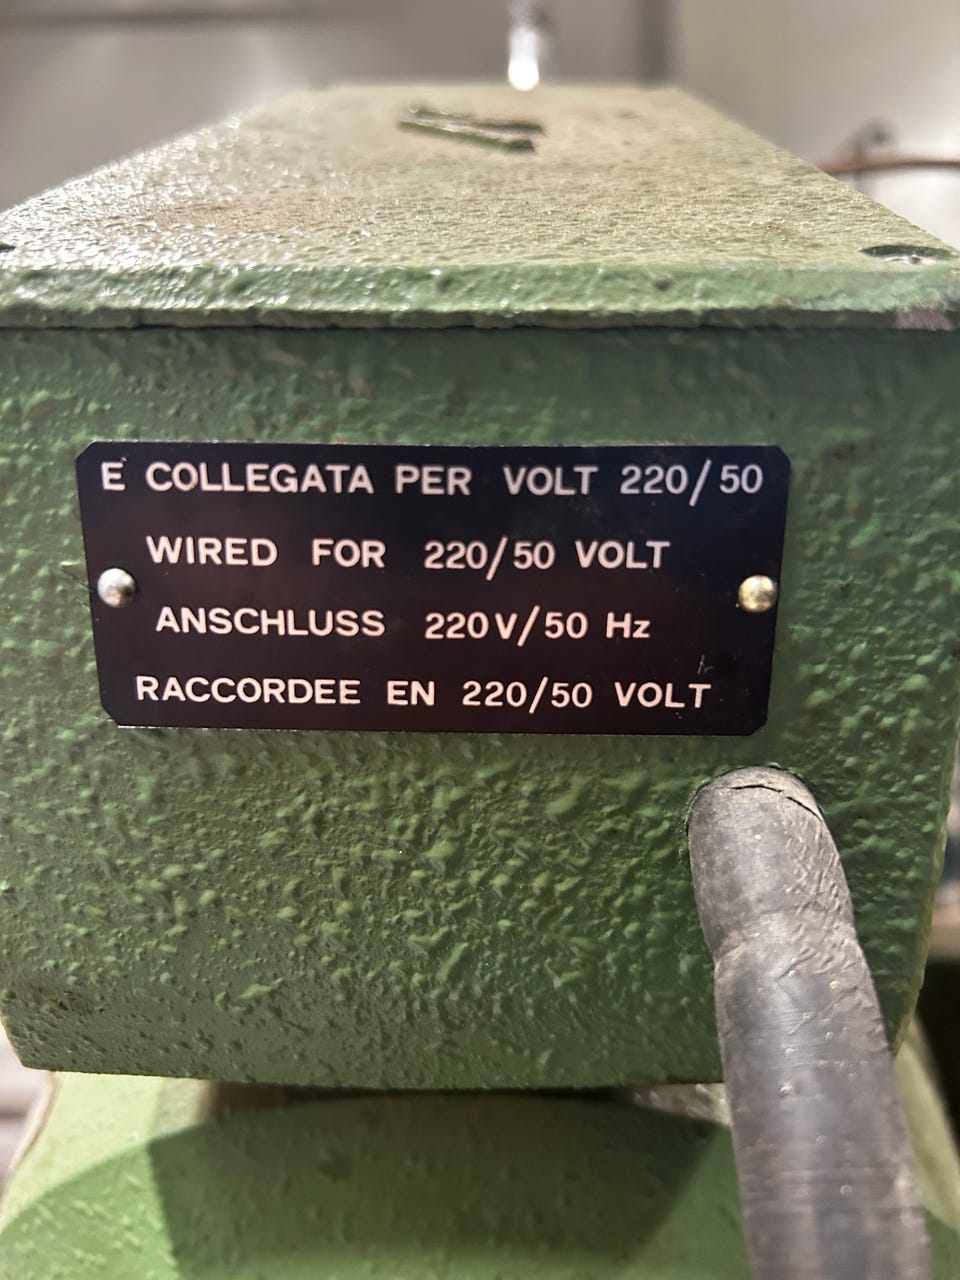 E COLLEGATA PER VOLT 220/50
WIRED FOR 220/50 VOLT
ANSCHLUSS 220V/50 Hz
RACCORDEE EN 220/50 VOLT